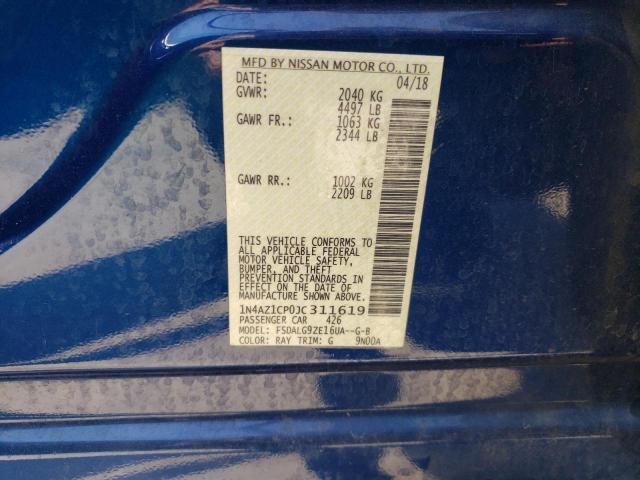 MFD BY NISSAN MOTOR CO., LTD.
DATE: 04/18
GVWR: 2040 KG
4497 LB
GAWR FR.: 1063 KG
2344 LB
GAWR RR.: 1002 KG
2209 LB
THIS VEHICLE CONFORMS TO
ALL APPLICABLE FEDERAL
MOTOR VEHICLE SAFETY,
BUMPER, AND THEFT
PREVENTION STANDARDS IN
EFFECT ON THE DATE OF
MANUFACTURE SHOWN ABOVE.
1N4AZ1CP0JC311619
PASSENGER CAR 426
MODEL: FSDALG9ZE16UA--G-B
COLOR: RAY TRIM: G 9N00A